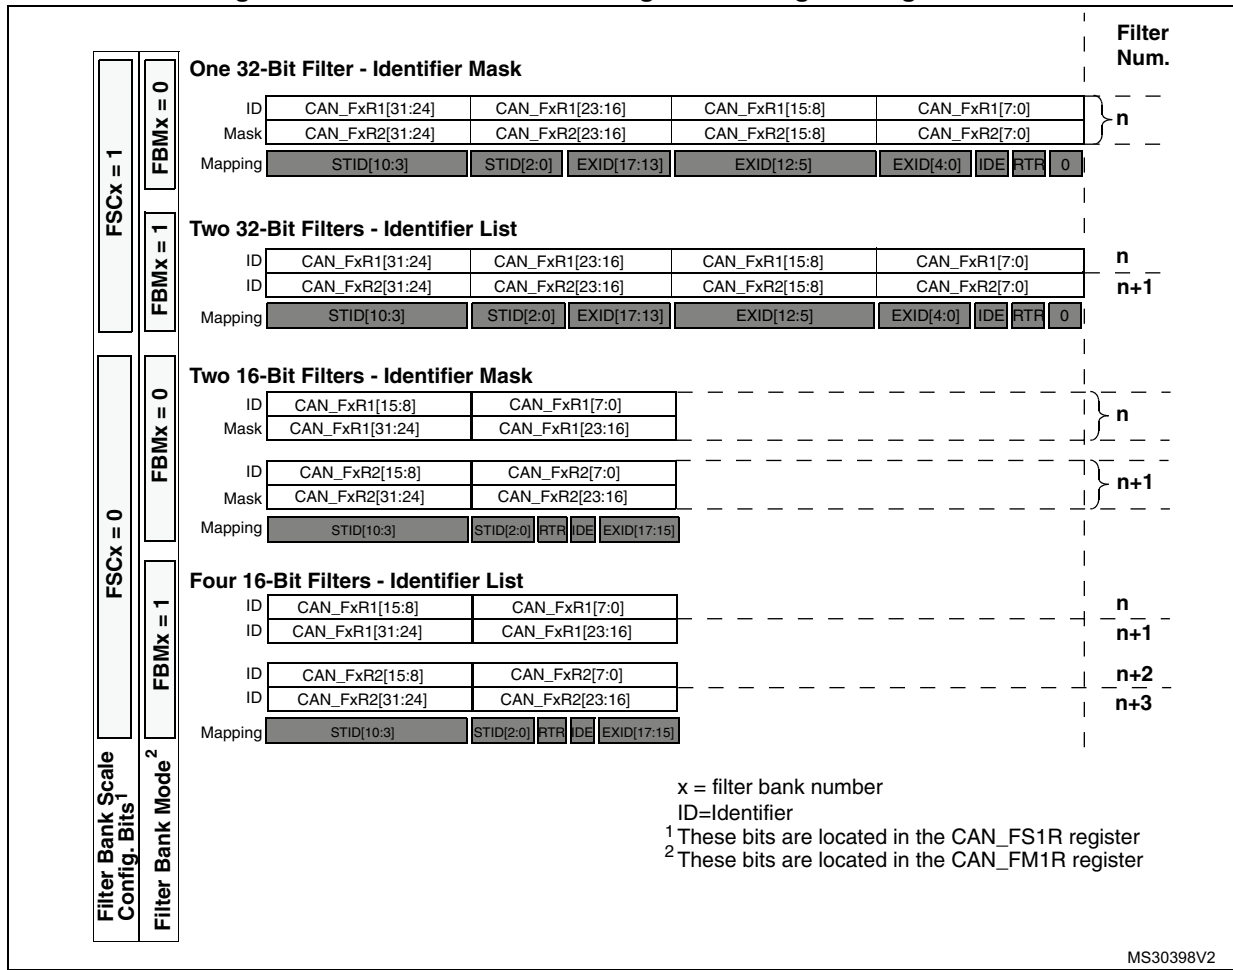 Filter
Num.
One 32-Bit Filter - Identifier Mask
ID CAN_FxR1[31:24] CAN_FxR1[23:16] CAN_FxR1[15:8] CAN_FxR1[7:0]
n
Mask CAN_FxR2[31:24] CAN_FxR2[23:16] CAN_FxR2[15:8] CAN_FxR2[7:0]
Mapping STID[10:3] STID[2:0] EXID[17:13] EXID[12:5] EXID[4:0] IDE RTR 0
FSCx = 1
FBMx = 0
Two 32-Bit Filters - Identifier List
ID CAN_FxR1[31:24] CAN_FxR1[23:16] CAN_FxR1[15:8] CAN_FxR1[7:0] n
ID CAN_FxR2[31:24] CAN_FxR2[23:16] CAN_FxR2[15:8] CAN_FxR2[7:0] n+1
Mapping STID[10:3] STID[2:0] EXID[17:13] EXID[12:5] EXID[4:0] IDE RTR 0
FBMx = 1
Two 16-Bit Filters - Identifier Mask
ID CAN_FxR1[15:8] CAN_FxR1[7:0]
n
Mask CAN_FxR1[31:24] CAN_FxR1[23:16]
ID CAN_FxR2[15:8] CAN_FxR2[7:0]
n+1
Mask CAN_FxR2[31:24] CAN_FxR2[23:16]
Mapping STID[10:3] STID[2:0] RTR IDE EXID[17:15]
FSCx = 0
FBMx = 0
Four 16-Bit Filters - Identifier List
ID CAN_FxR1[15:8] CAN_FxR1[7:0] n
ID CAN_FxR1[31:24] CAN_FxR1[23:16] n+1
ID CAN_FxR2[15:8] CAN_FxR2[7:0] n+2
ID CAN_FxR2[31:24] CAN_FxR2[23:16] n+3
Mapping STID[10:3] STID[2:0] RTR IDE EXID[17:15]
FBMx = 1
Filter Bank Scale
Config. Bits1
Filter Bank Mode2
x = filter bank number
ID=Identifier
1 These bits are located in the CAN_FS1R register
2 These bits are located in the CAN_FM1R register
MS30398V2